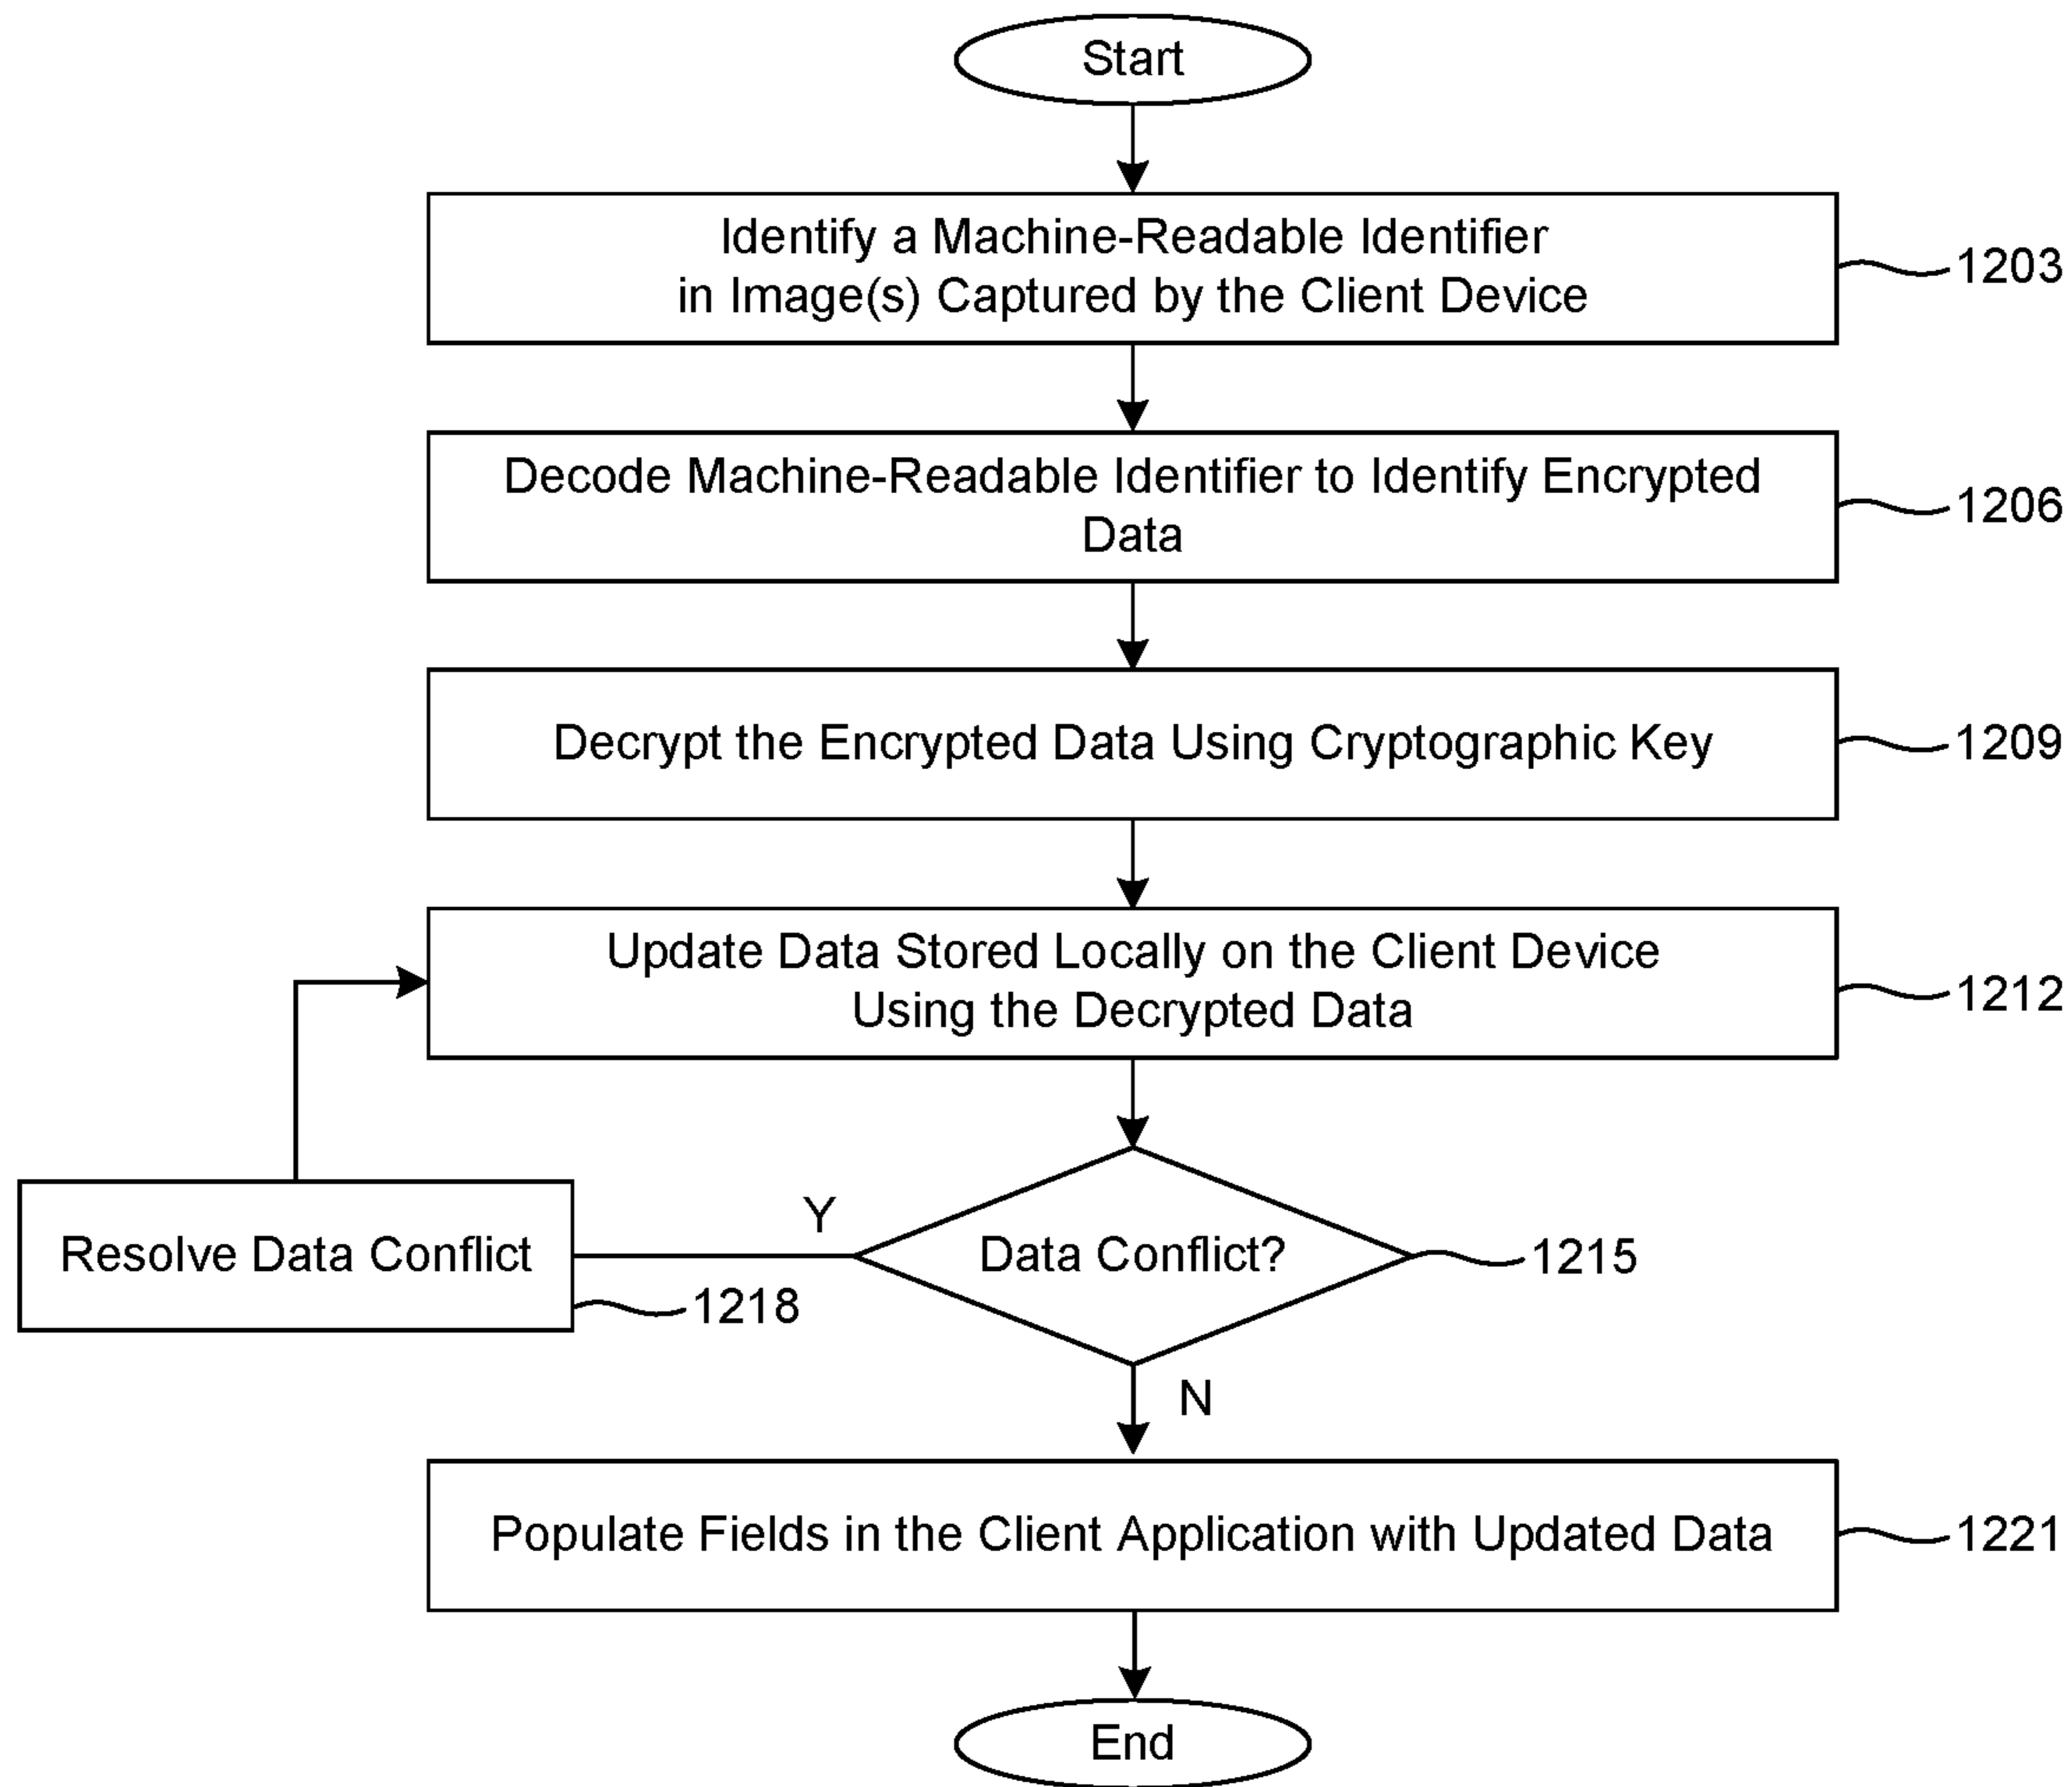 Start
Identify a Machine-Readable Identifier
in Image(s) Captured by the Client Device
1203
Decode Machine-Readable Identifier to Identify Encrypted
Data
1206
Decrypt the Encrypted Data Using Cryptographic Key
1209
Update Data Stored Locally on the Client Device
Using the Decrypted Data
1212
Y
Resolve Data Conflict
1218
Data Conflict?
1215
N
Populate Fields in the Client Application with Updated Data
1221
End